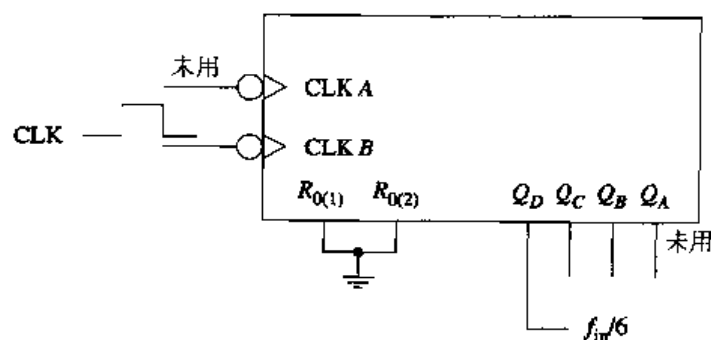 未用
CLK A
CLK
CLK B
R0(1) R0(2) QD QC QB QA
未用
fin/6